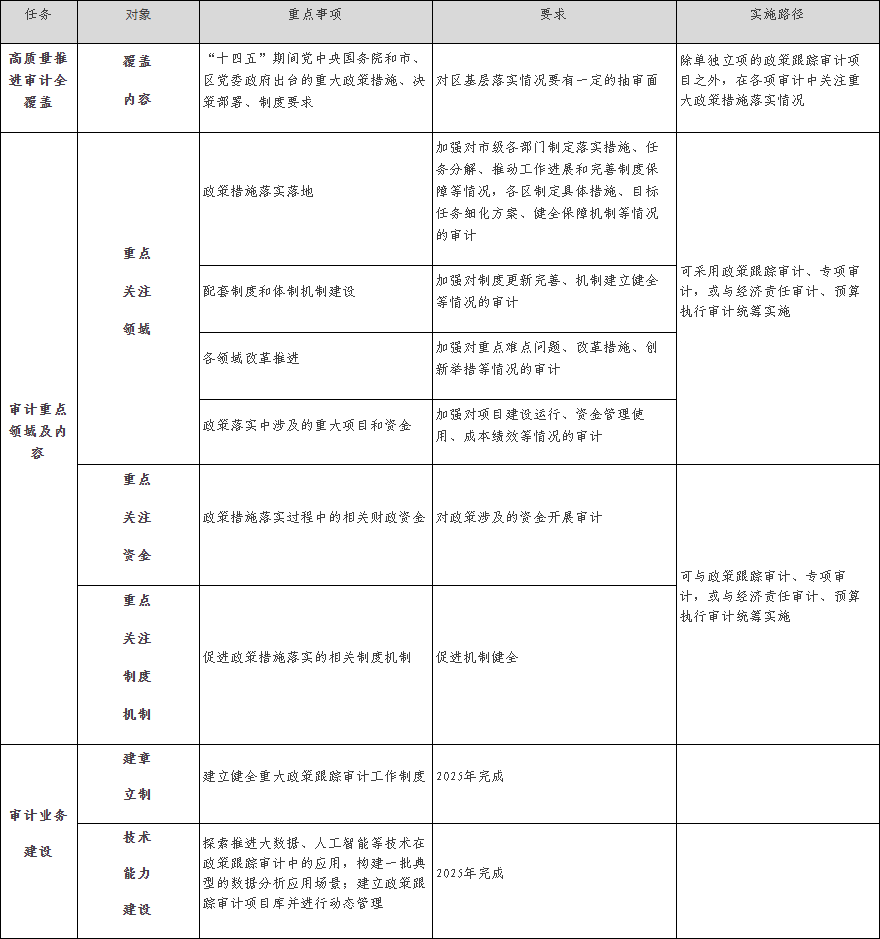 任务 对象 重点事项 要求 实施路径
高质量推
进审计全
覆盖
覆盖
内容
“十四五”期间党中央国务院和市、
区党委政府出台的重大政策措施、决
策部署、制度要求
对区基层落实情况要有一定的抽审面
除单独立项的政策跟踪审计项
目之外，在各项审计中关注重
大政策措施落实情况
审计重点
领域及内
容
重点
关注
领域
政策措施落实落地
加强对市级各部门制定落实措施、任
务分解、推动工作进展和完善制度保
障等情况，各区制定具体措施、目标
任务细化方案、健全保障机制等情况
的审计
可采用政策跟踪审计、专项审
计，或与经济责任审计、预算
执行审计统筹实施
配套制度和体制机制建设
加强对制度更新完善、机制建立健全
等情况的审计
各领域改革推进
加强对重点难点问题、改革措施、创
新举措等情况的审计
政策落实中涉及的重大项目和资金
加强对项目建设运行、资金管理使
用、成本绩效等情况的审计
重点
关注
资金
政策措施落实过程中的相关财政资金
对政策涉及的资金开展审计
可与政策跟踪审计、专项审
计，或与经济责任审计、预算
执行审计统筹实施
重点
关注
制度
机制
促进政策措施落实的相关制度机制
促进机制健全
审计业务
建设
建章
立制
建立健全重大政策跟踪审计工作制度
2025年完成
技术
能力
建设
探索推进大数据、人工智能等技术在
政策跟踪审计中的应用，构建一批典
型的数据分析应用场景；建立政策跟
踪审计项目库并进行动态管理
2025年完成